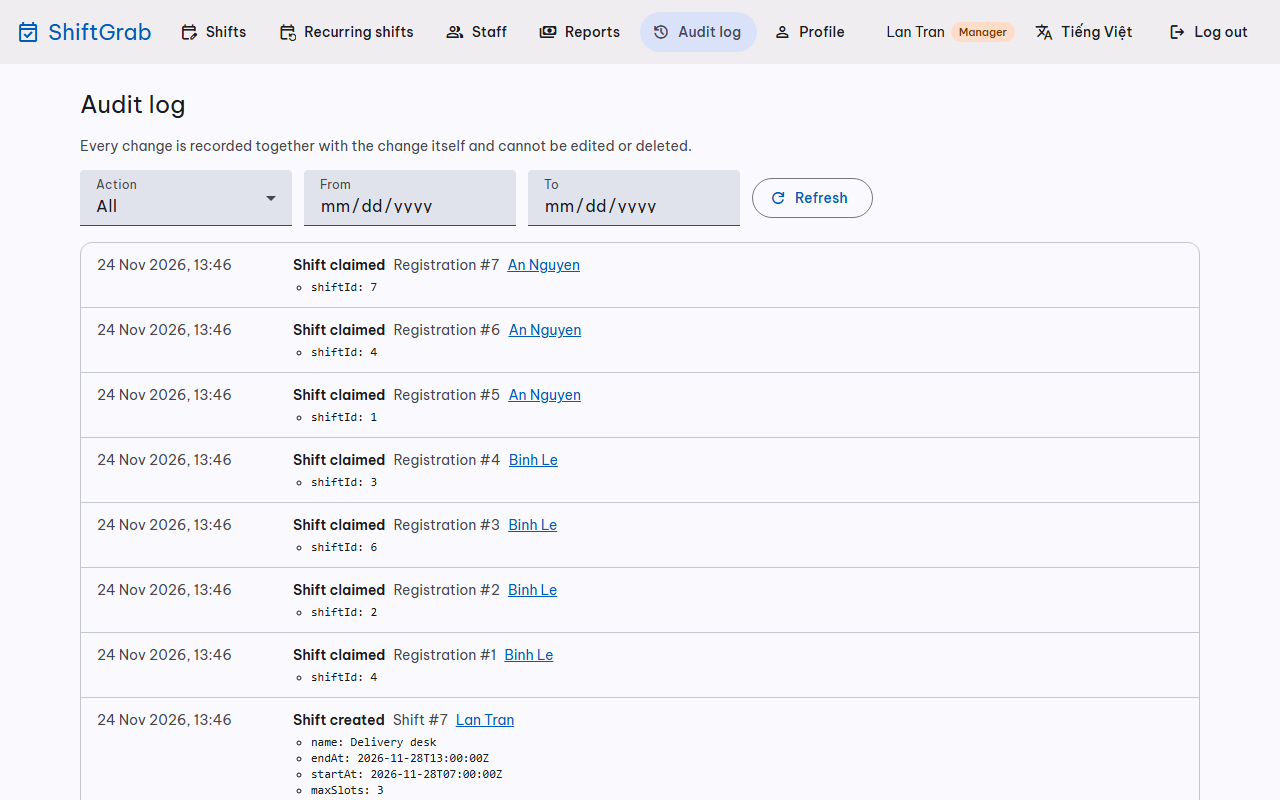 ShiftGrab Shifts Recurring shifts Staff Reports Audit log Profile Lan Tran Manager Tiếng Việt Log out
Audit log
Every change is recorded together with the change itself and cannot be edited or deleted.
Action
All
From
mm/dd/yyyy
To
mm/dd/yyyy
Refresh
24 Nov 2026, 13:46 Shift claimed Registration #7 An Nguyen
shiftId: 7
24 Nov 2026, 13:46 Shift claimed Registration #6 An Nguyen
shiftId: 4
24 Nov 2026, 13:46 Shift claimed Registration #5 An Nguyen
shiftId: 1
24 Nov 2026, 13:46 Shift claimed Registration #4 Binh Le
shiftId: 3
24 Nov 2026, 13:46 Shift claimed Registration #3 Binh Le
shiftId: 6
24 Nov 2026, 13:46 Shift claimed Registration #2 Binh Le
shiftId: 2
24 Nov 2026, 13:46 Shift claimed Registration #1 Binh Le
shiftId: 4
24 Nov 2026, 13:46 Shift created Shift #7 Lan Tran
name: Delivery desk
endAt: 2026-11-28T13:00:00Z
startAt: 2026-11-28T07:00:00Z
maxSlots: 3